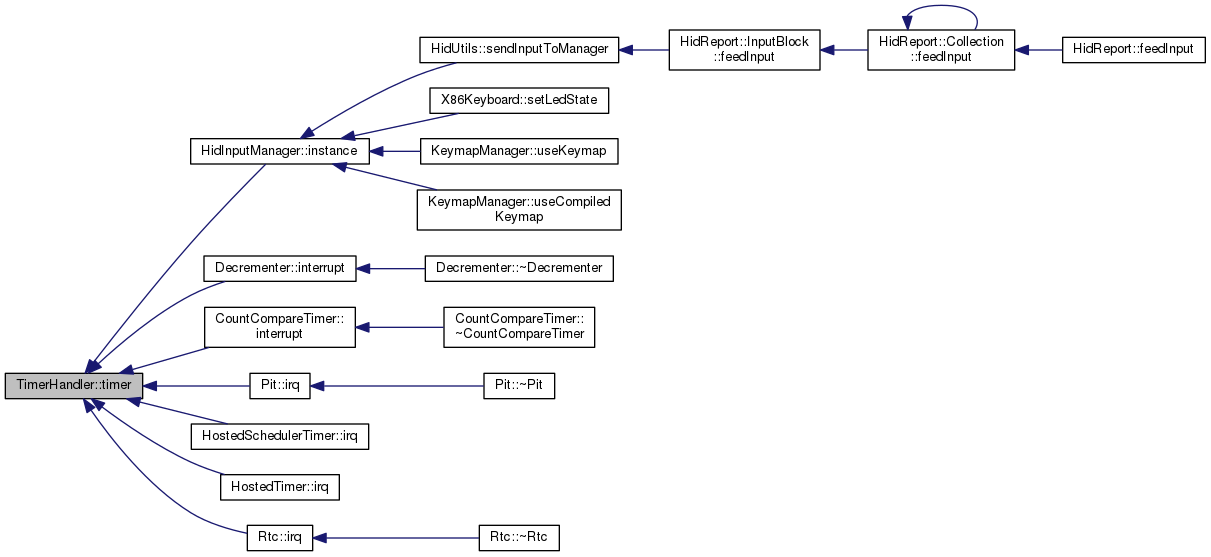 HidUtils::sendInputToManager
HidReport::InputBlock
::feedInput
HidReport::Collection
::feedInput
HidReport::feedInput
X86Keyboard::setLedState
HidInputManager::instance
KeymapManager::useKeymap
KeymapManager::useCompiled
Keymap
Decrementer::interrupt
Decrementer::~Decrementer
CountCompareTimer::
interrupt
CountCompareTimer::
~CountCompareTimer
TimerHandler::timer
Pit::irq
Pit::~Pit
HostedSchedulerTimer::irq
HostedTimer::irq
Rtc::irq
Rtc::~Rtc